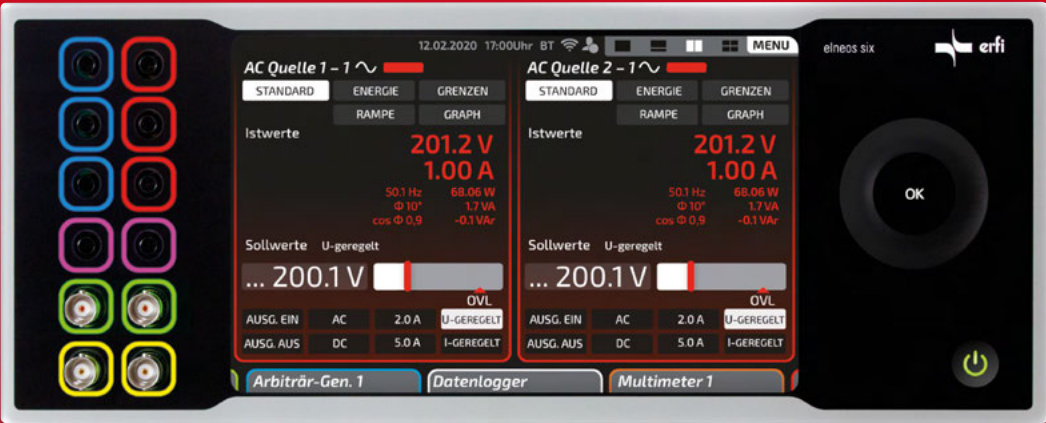 12.02.2020 17:00Uhr BT MENU
elneos six erfi
AC Quelle 1 – 1
STANDARD ENERGIE GRENZEN
RAMPE GRAPH
Istwerte
201.2 V
1.00 A
50.1 Hz 68.06 W
Φ 10° 1.7 VA
cos Φ 0,9 -0.1 VAr
Sollwerte U-geregelt
... 200.1 V
OVL
AUSG. EIN AC 2.0 A U-GEREGELT
AUSG. AUS DC 5.0 A I-GEREGELT
AC Quelle 2 – 1
STANDARD ENERGIE GRENZEN
RAMPE GRAPH
Istwerte
201.2 V
1.00 A
50.1 Hz 68.06 W
Φ 10° 1.7 VA
cos Φ 0,9 -0.1 VAr
Sollwerte U-geregelt
... 200.1 V
OVL
AUSG. EIN AC 2.0 A U-GEREGELT
AUSG. AUS DC 5.0 A I-GEREGELT
OK
Arbiträr-Gen. 1 Datenlogger Multimeter 1